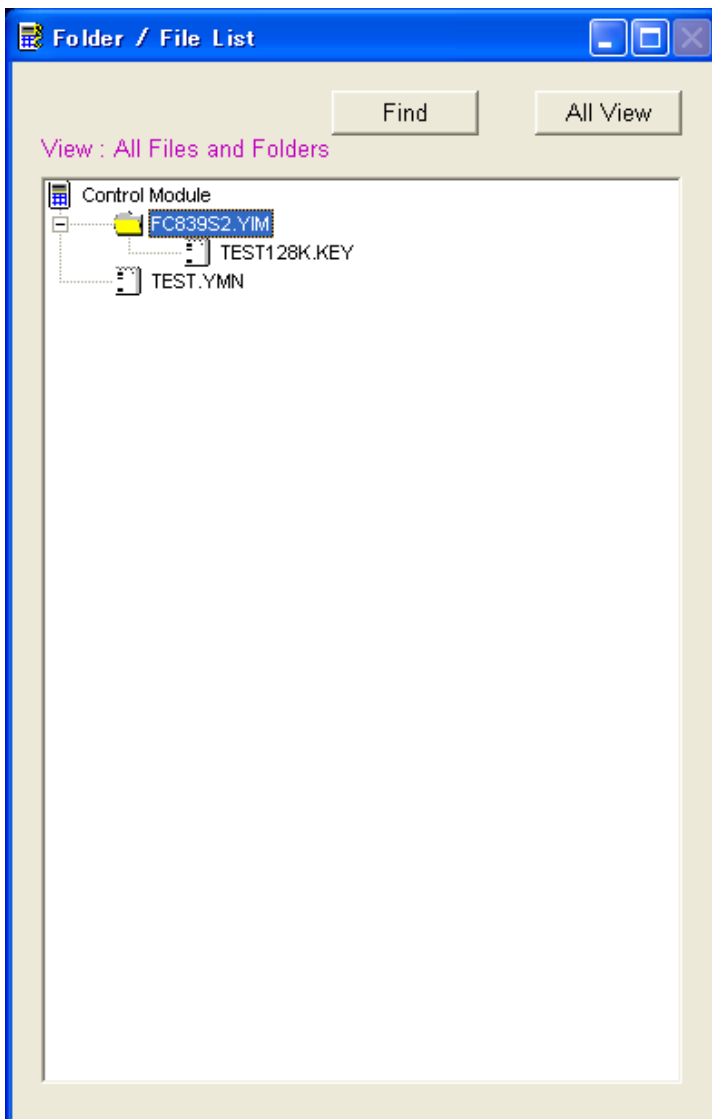 Folder / File List
Find
All View
View : All Files and Folders
Control Module
FC839S2.YIM
TEST128K.KEY
TEST.YMN